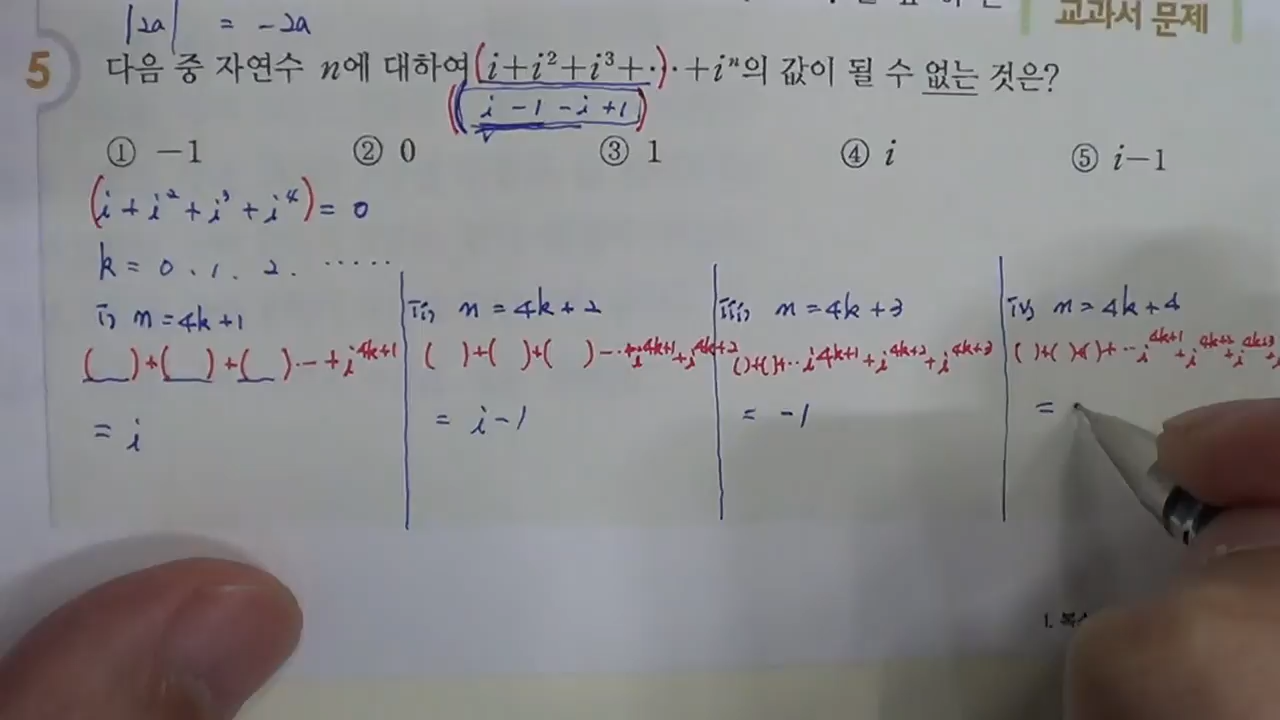 |2a| = -2a
교과서 문제
5 다음 중 자연수 n에 대하여 (i+i²+i³+·)·+iⁿ의 값이 될 수 없는 것은?
(i -1 -i +1)
① -1 ② 0 ③ 1 ④ i ⑤ i-1
(i + i² + i³ + i⁴) = 0
k = 0, 1, 2, ······
i) n = 4k+1
( )+( )+( )·-+i^{4k+1}
= i
ii) n = 4k+2
( )+( )+( )-··+i^{4k+1}+i^{4k+2}
= i-1
iii) n = 4k+3
( )+( )+··i^{4k+1}+i^{4k+2}+i^{4k+3}
= -1
iv) n = 4k+4
( )+( )+( )+··i^{4k+1}+i^{4k+2}+i^{4k+3}+
=